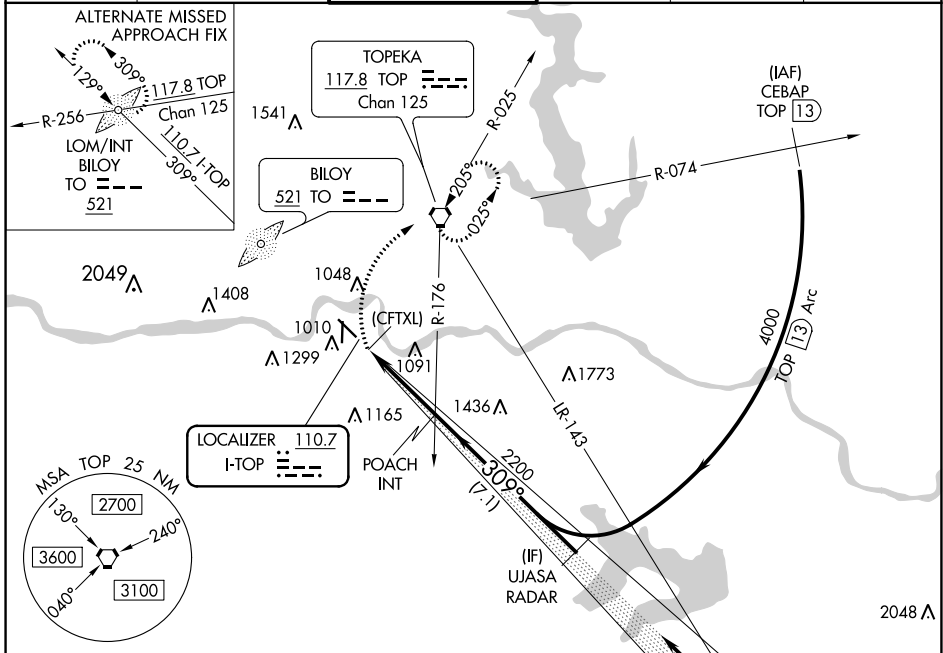 ALTERNATE MISSED
APPROACH FIX
309°
129°
117.8 TOP
Chan 125
R-256
110.7 I-TOP
309°
LOM/INT
BILOY
TO
521
1541
TOPEKA
117.8 TOP
Chan 125
R-025
(IAF)
CEBAP
TOP 13
R-074
BILOY
521 TO
205°
025°
2049
1408
1048
(CFTXL)
R-176
1010
1299
1091
4000
TOP 13 Arc
1773
1165
1436
LR-143
LOCALIZER 110.7
I-TOP
POACH
INT
2200
309°
(7.1)
MSA TOP 25 NM
130°
2700
240°
3600
3100
040°
(IF)
UJASA
RADAR
2048